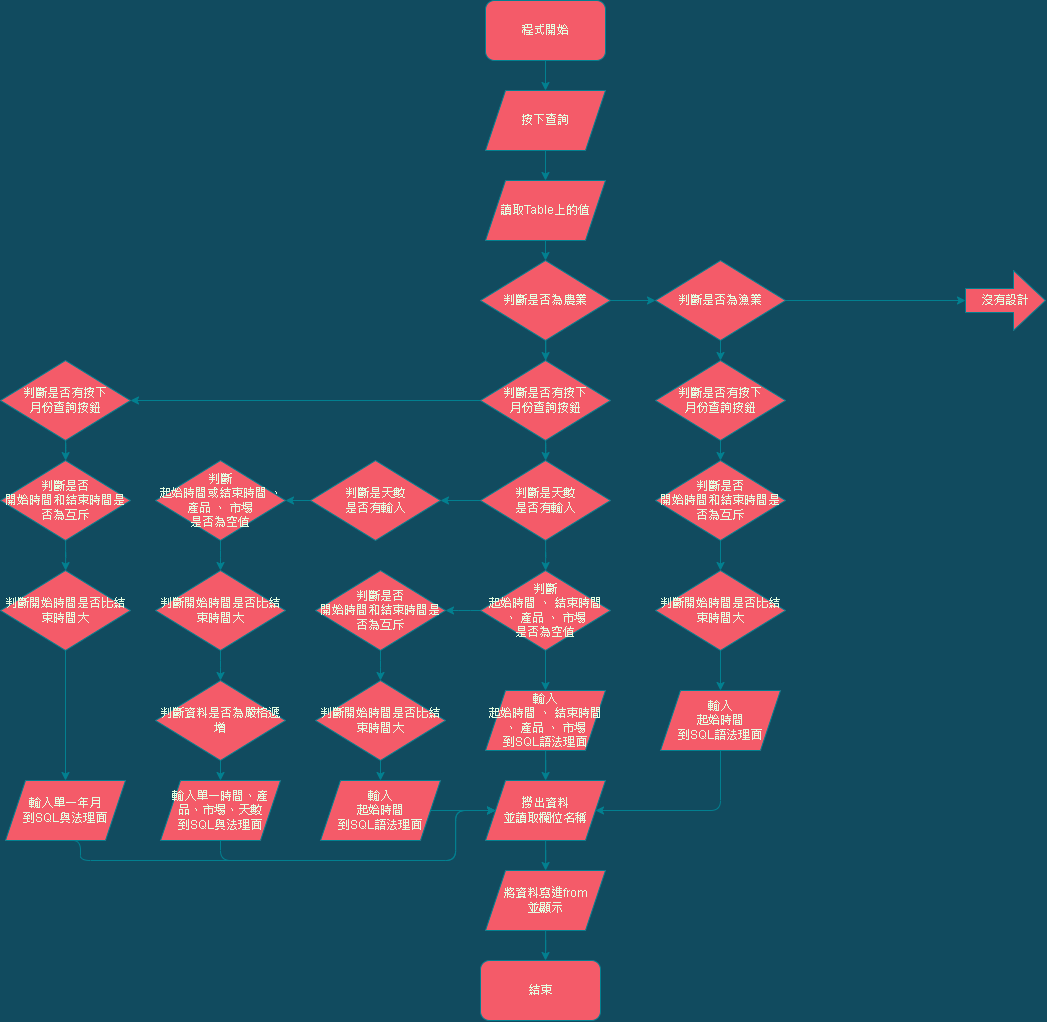 程式開始
按下查詢
讀取Table上的值
判斷是否為農業
判斷是否為漁業
沒有設計
判斷是否有按下
月份查詢按鈕
判斷是否有按下
月份查詢按鈕
判斷是否有按下
月份查詢按鈕
判斷是否
開始時間和結束時間是
否為互斥
判斷
起始時間或結束時間 、
產品 、 市場
是否為空值
判斷是天數
是否有輸入
判斷是天數
是否有輸入
判斷是否
開始時間和結束時間是
否為互斥
判斷開始時間是否比結
束時間大
判斷開始時間是否比結
束時間大
判斷是否
開始時間和結束時間是
否為互斥
判斷
起始時間 、 結束時間
、 產品 、 市場
是否為空值
判斷開始時間是否比結
束時間大
判斷資料是否為嚴格遞
增
判斷開始時間是否比結
束時間大
輸入
起始時間 、 結束時間
、 產品 、 市場
到SQL語法理面
輸入
起始時間
到SQL語法理面
輸入單一年月
到SQL與法理面
輸入單一時間、產
品、市場、天數
到SQL與法理面
輸入
起始時間
到SQL語法理面
撈出資料
並讀取欄位名稱
將資料寫進from
並顯示
結束